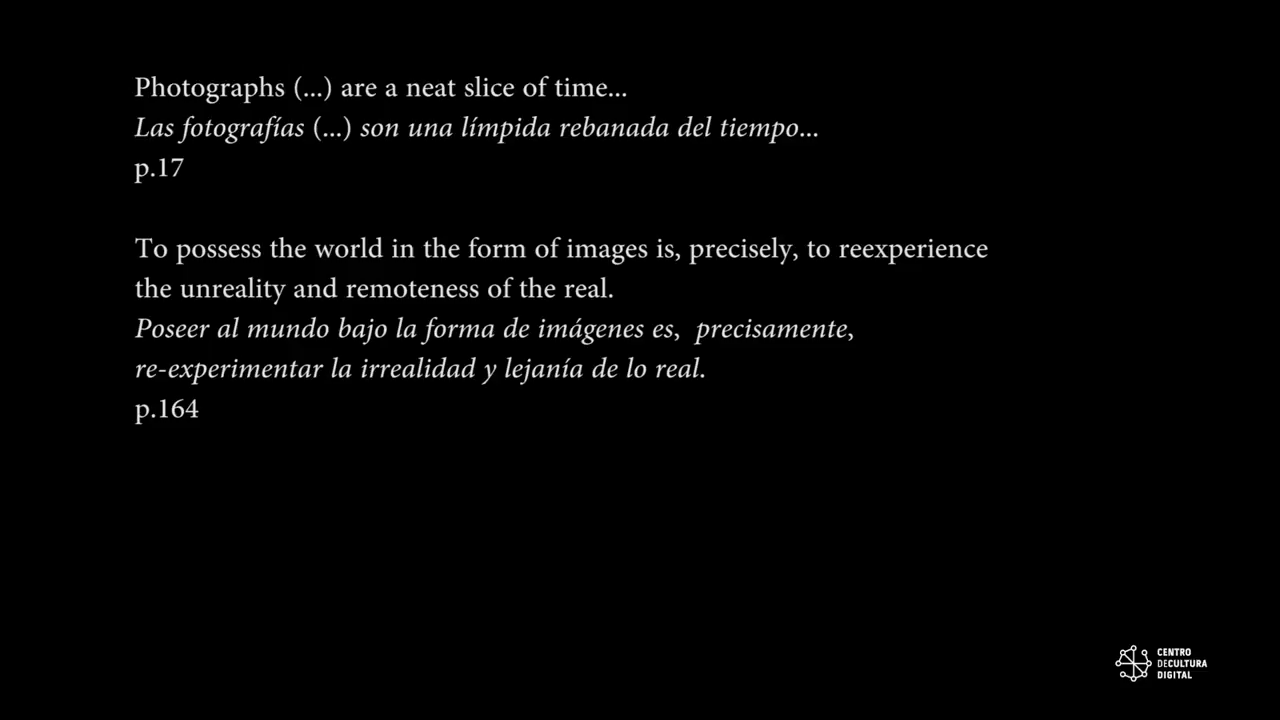 Photographs (...) are a neat slice of time...
Las fotografías (...) son una límpida rebanada del tiempo...
p.17
To possess the world in the form of images is, precisely, to reexperience
the unreality and remoteness of the real.
Poseer al mundo bajo la forma de imágenes es, precisamente,
re-experimentar la irrealidad y lejanía de lo real.
p.164
CENTRO
DECULTURA
DIGITAL